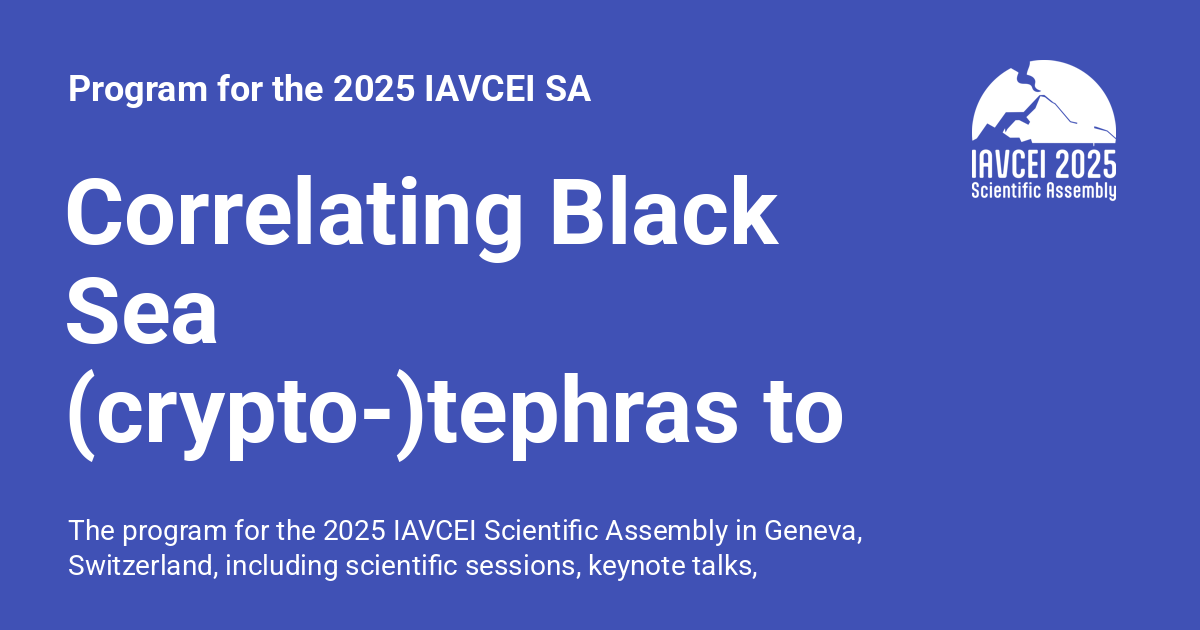 Program for the 2025 IAVCEI SA
IAVCEI 2025
Scientific Assembly
Correlating Black
Sea
(crypto-)tephras to
The program for the 2025 IAVCEI Scientific Assembly in Geneva,
Switzerland, including scientific sessions, keynote talks,